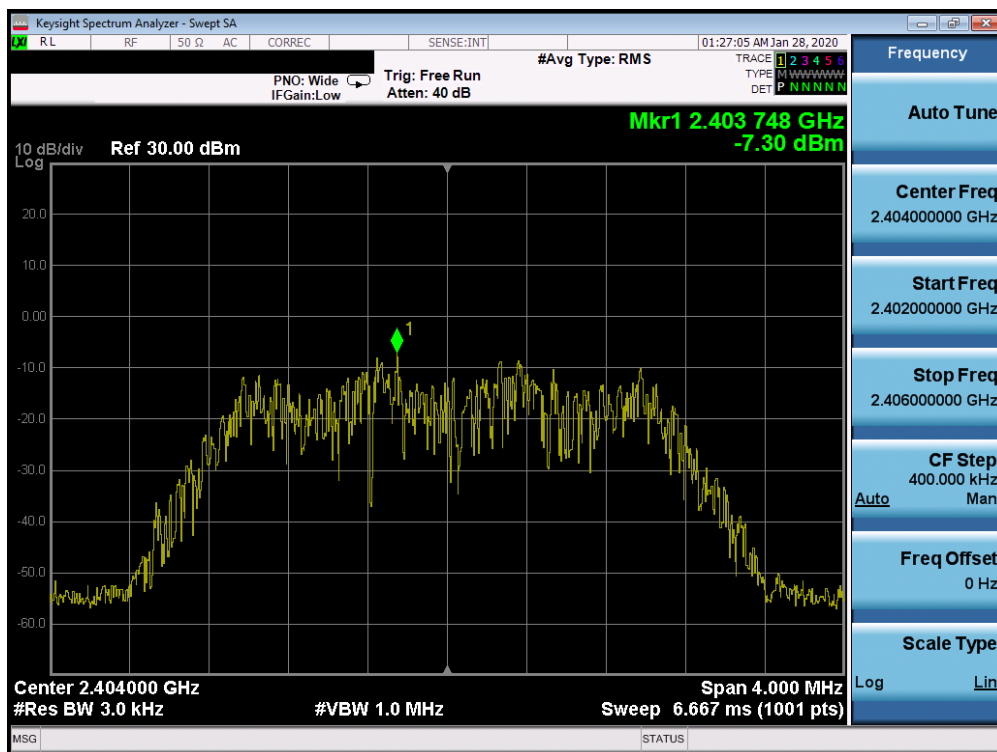 Keysight Spectrum Analyzer - Swept SA
LXI RL RF 50 Ω AC CORREC SENSE:INT 01:27:05 AM Jan 28, 2020
#Avg Type: RMS
TRACE 1 2 3 4 5 6
TYPE M W W W W W
DET P N N N N N
PNO: Wide
IFGain:Low
Trig: Free Run
Atten: 40 dB
Mkr1 2.403 748 GHz
-7.30 dBm
10 dB/div Ref 30.00 dBm
Log
20.0
10.0
0.00
-10.0
-20.0
-30.0
-40.0
-50.0
-60.0
1
Center 2.404000 GHz
Span 4.000 MHz
#Res BW 3.0 kHz
#VBW 1.0 MHz
Sweep 6.667 ms (1001 pts)
MSG
STATUS
Frequency
Auto Tune
Center Freq
2.404000000 GHz
Start Freq
2.402000000 GHz
Stop Freq
2.406000000 GHz
CF Step
400.000 kHz
Auto Man
Freq Offset
0 Hz
Scale Type
Log Lin